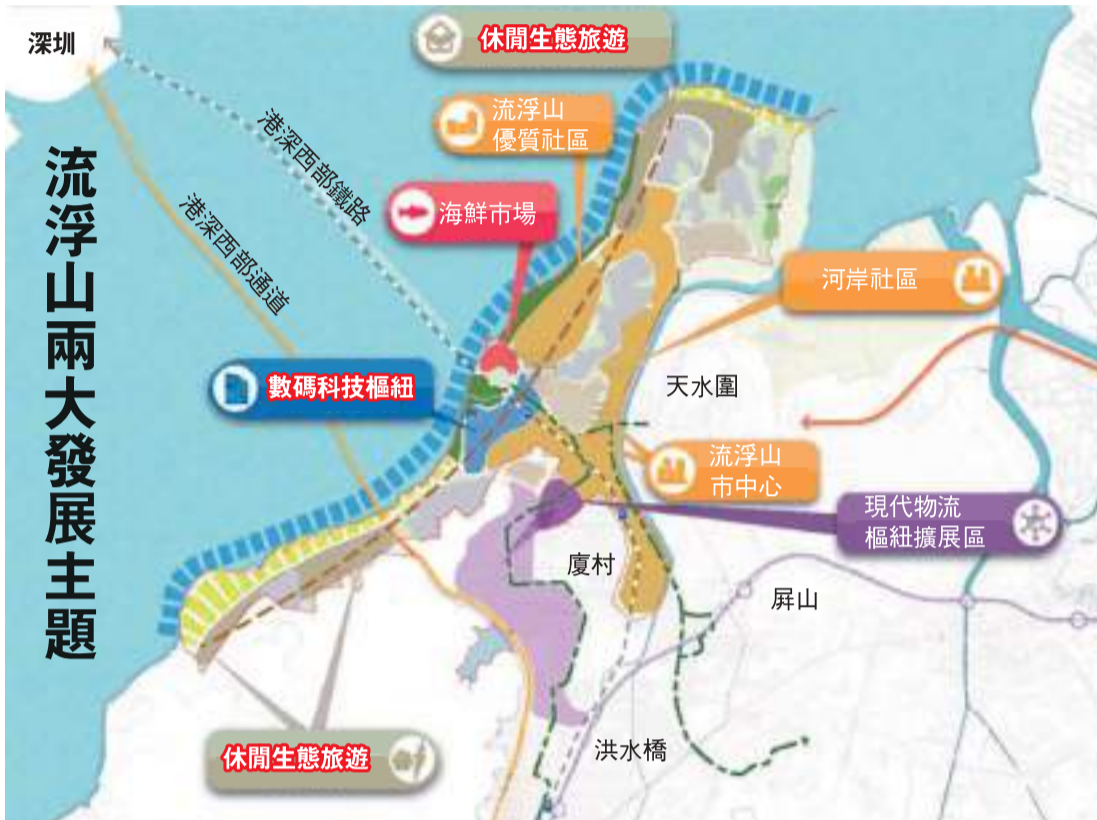 流浮山兩大發展主題
深圳
休閒生態旅遊
流浮山
優質社區
港深西部鐵路
港深西部通道
海鮮市場
河岸社區
數碼科技樞紐
天水圍
流浮山
市中心
現代物流
樞紐擴展區
廈村
屏山
休閒生態旅遊
洪水橋